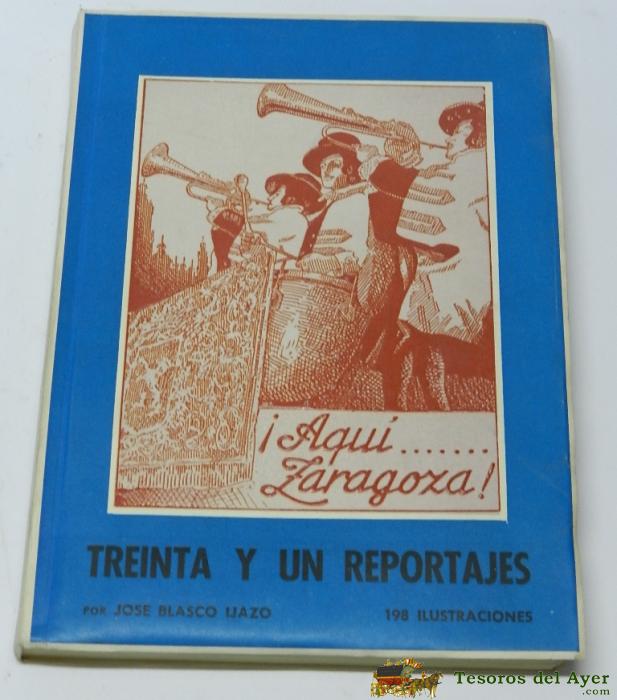 ¡Aquí.......
Zaragoza!
TREINTA Y UN REPORTAJES
POR JOSE BLASCO IJAZO 198 ILUSTRACIONES
Tesoros del Ayer
.com